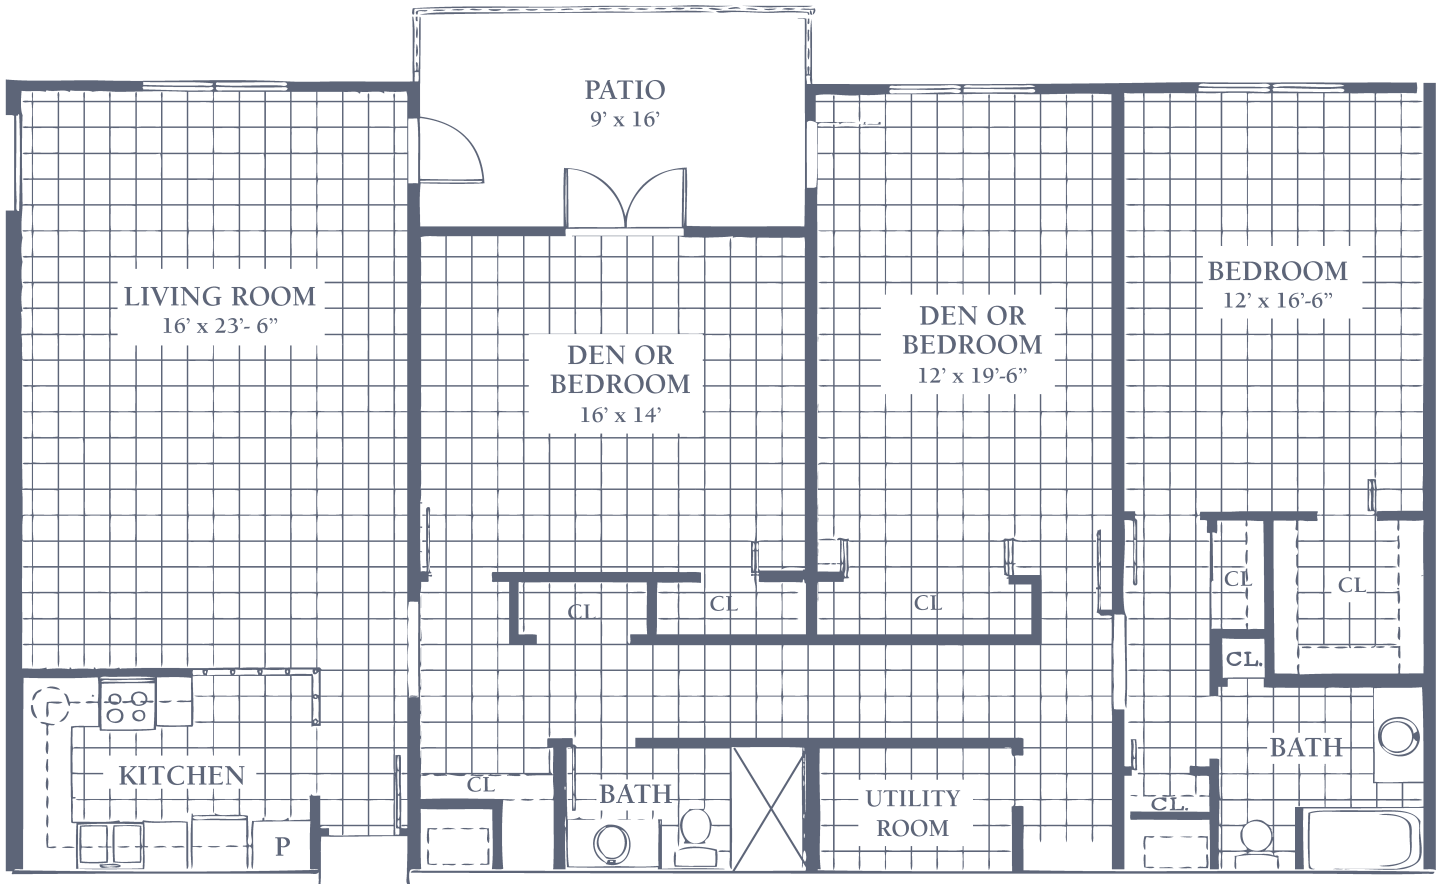 PATIO
9’ x 16’
LIVING ROOM
16’ x 23’- 6”
DEN OR
BEDROOM
16’ x 14’
DEN OR
BEDROOM
12’ x 19’-6”
BEDROOM
12’ x 16’-6”
CL
CL
CL
CL
CL
CL.
KITCHEN
P
CL
BATH
UTILITY
ROOM
BATH
CL.